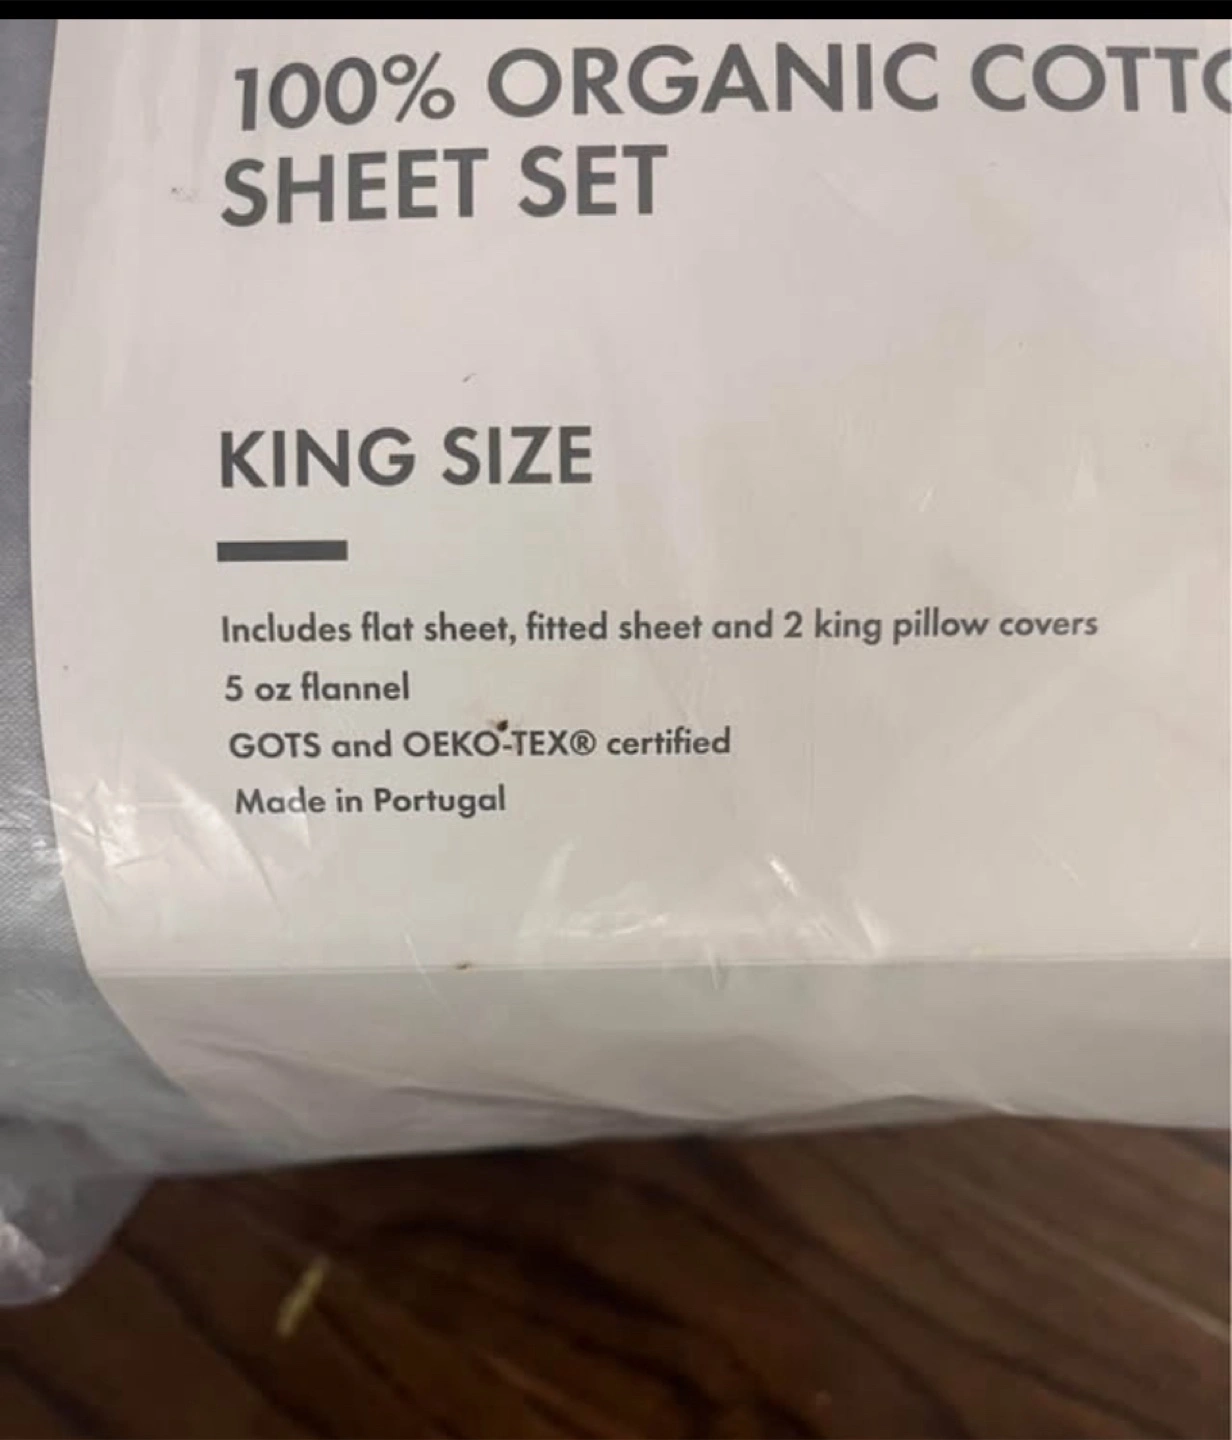 100% ORGANIC COTTO
SHEET SET
KING SIZE
Includes flat sheet, fitted sheet and 2 king pillow covers
5 oz flannel
GOTS and OEKO-TEX® certified
Made in Portugal